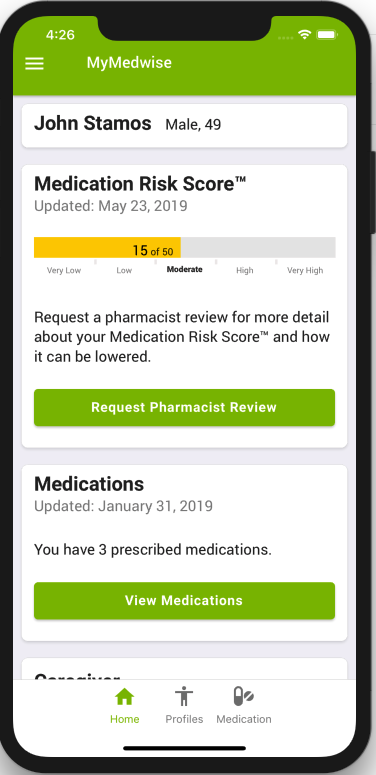 4:26
MyMedwise
John Stamos Male, 49
Medication Risk Score™
Updated: May 23, 2019
15 of 50
Very Low Low Moderate High Very High
Request a pharmacist review for more detail
about your Medication Risk Score™ and how
it can be lowered.
Request Pharmacist Review
Medications
Updated: January 31, 2019
You have 3 prescribed medications.
View Medications
Caregiver
Home Profiles Medication